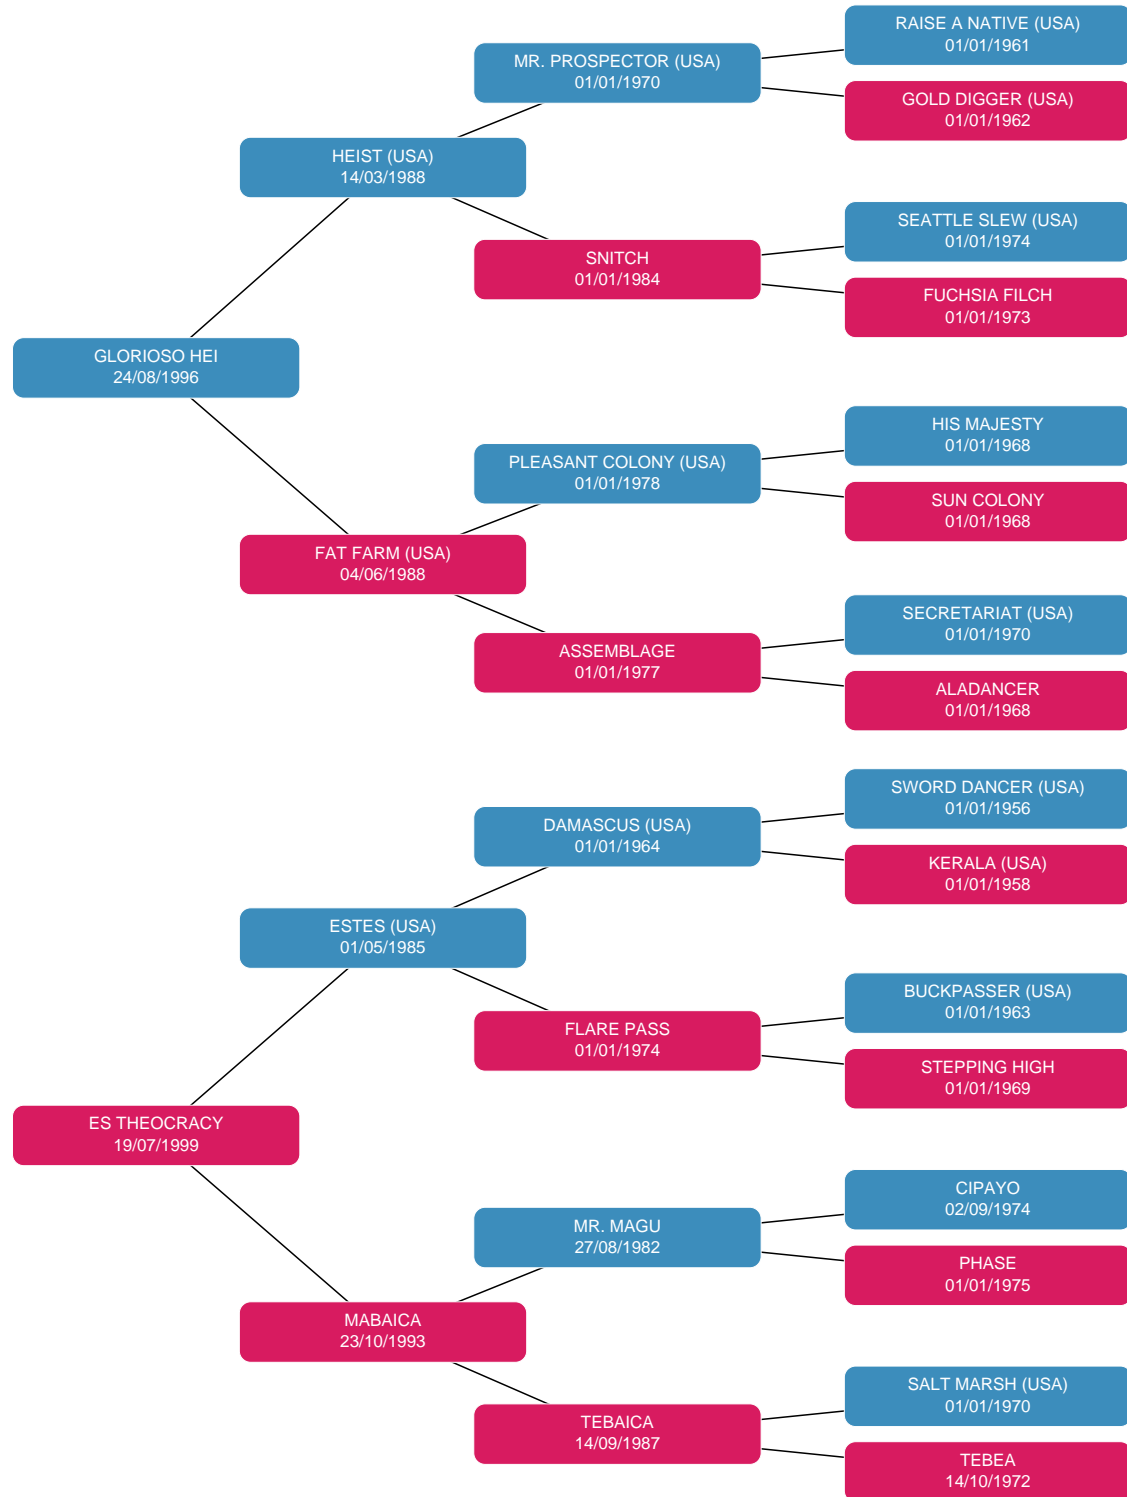 RAISE A NATIVE (USA)
01/01/1961
MR. PROSPECTOR (USA)
01/01/1970
GOLD DIGGER (USA)
01/01/1962
HEIST (USA)
14/03/1988
SEATTLE SLEW (USA)
01/01/1974
SNITCH
01/01/1984
FUCHSIA FILCH
01/01/1973
GLORIOSO HEI
24/08/1996
HIS MAJESTY
01/01/1968
PLEASANT COLONY (USA)
01/01/1978
SUN COLONY
01/01/1968
FAT FARM (USA)
04/06/1988
SECRETARIAT (USA)
01/01/1970
ASSEMBLAGE
01/01/1977
ALADANCER
01/01/1968
SWORD DANCER (USA)
01/01/1956
DAMASCUS (USA)
01/01/1964
KERALA (USA)
01/01/1958
ESTES (USA)
01/05/1985
BUCKPASSER (USA)
01/01/1963
FLARE PASS
01/01/1974
STEPPING HIGH
01/01/1969
ES THEOCRACY
19/07/1999
CIPAYO
02/09/1974
MR. MAGU
27/08/1982
PHASE
01/01/1975
MABAICA
23/10/1993
SALT MARSH (USA)
01/01/1970
TEBAICA
14/09/1987
TEBEA
14/10/1972